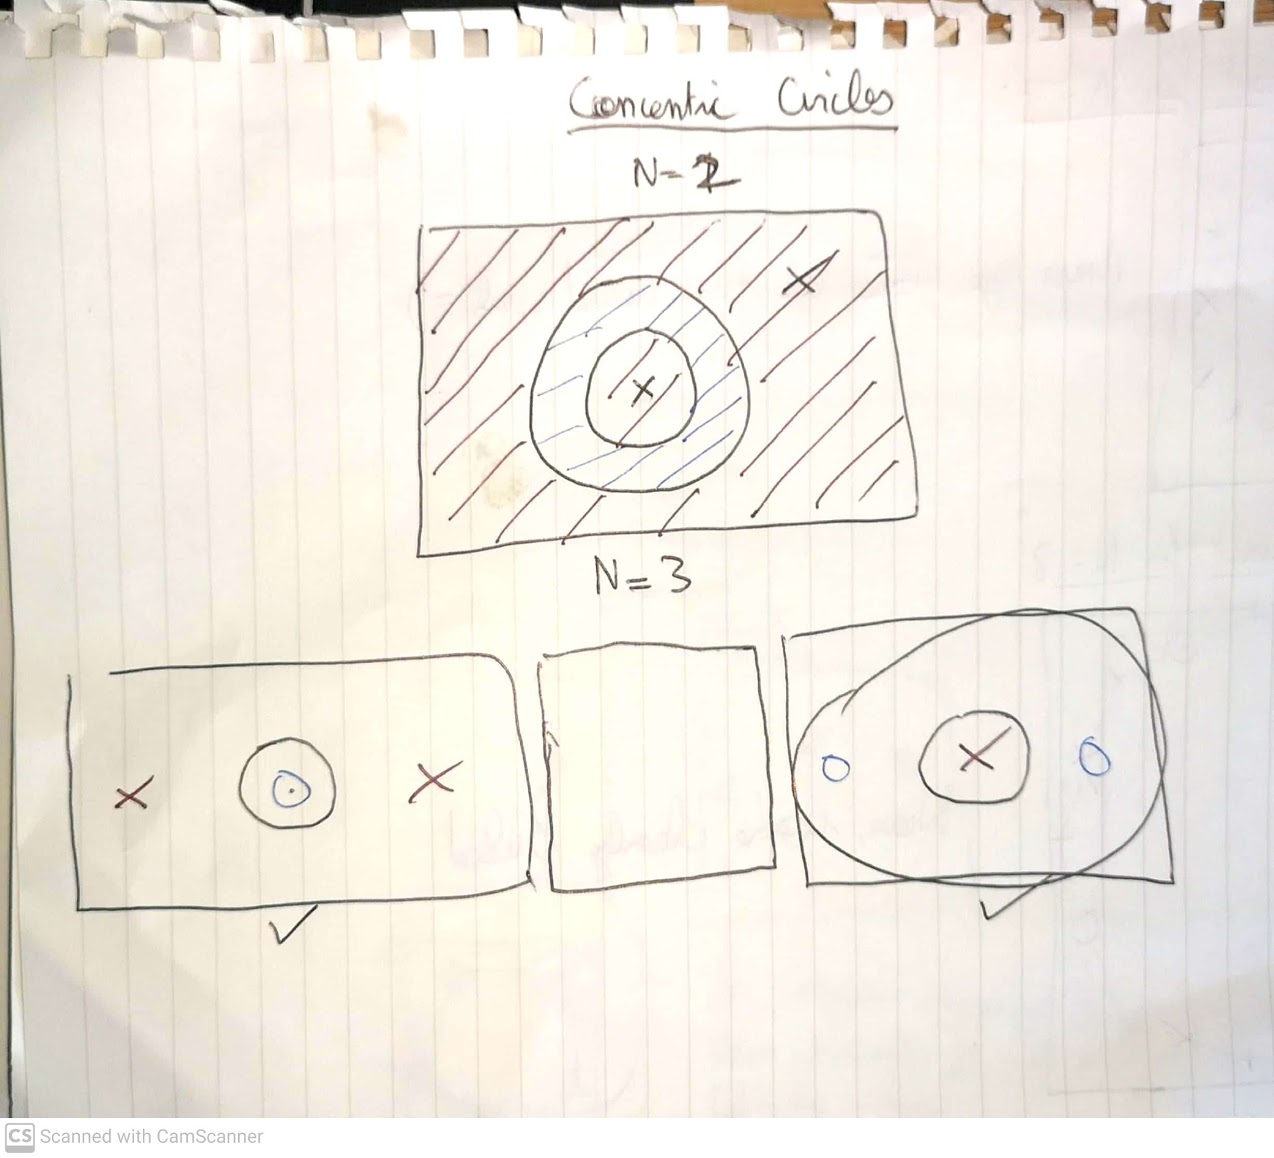 Concentric Circles
N=2
X
X
N=3
X O X
O X O
CS Scanned with CamScanner